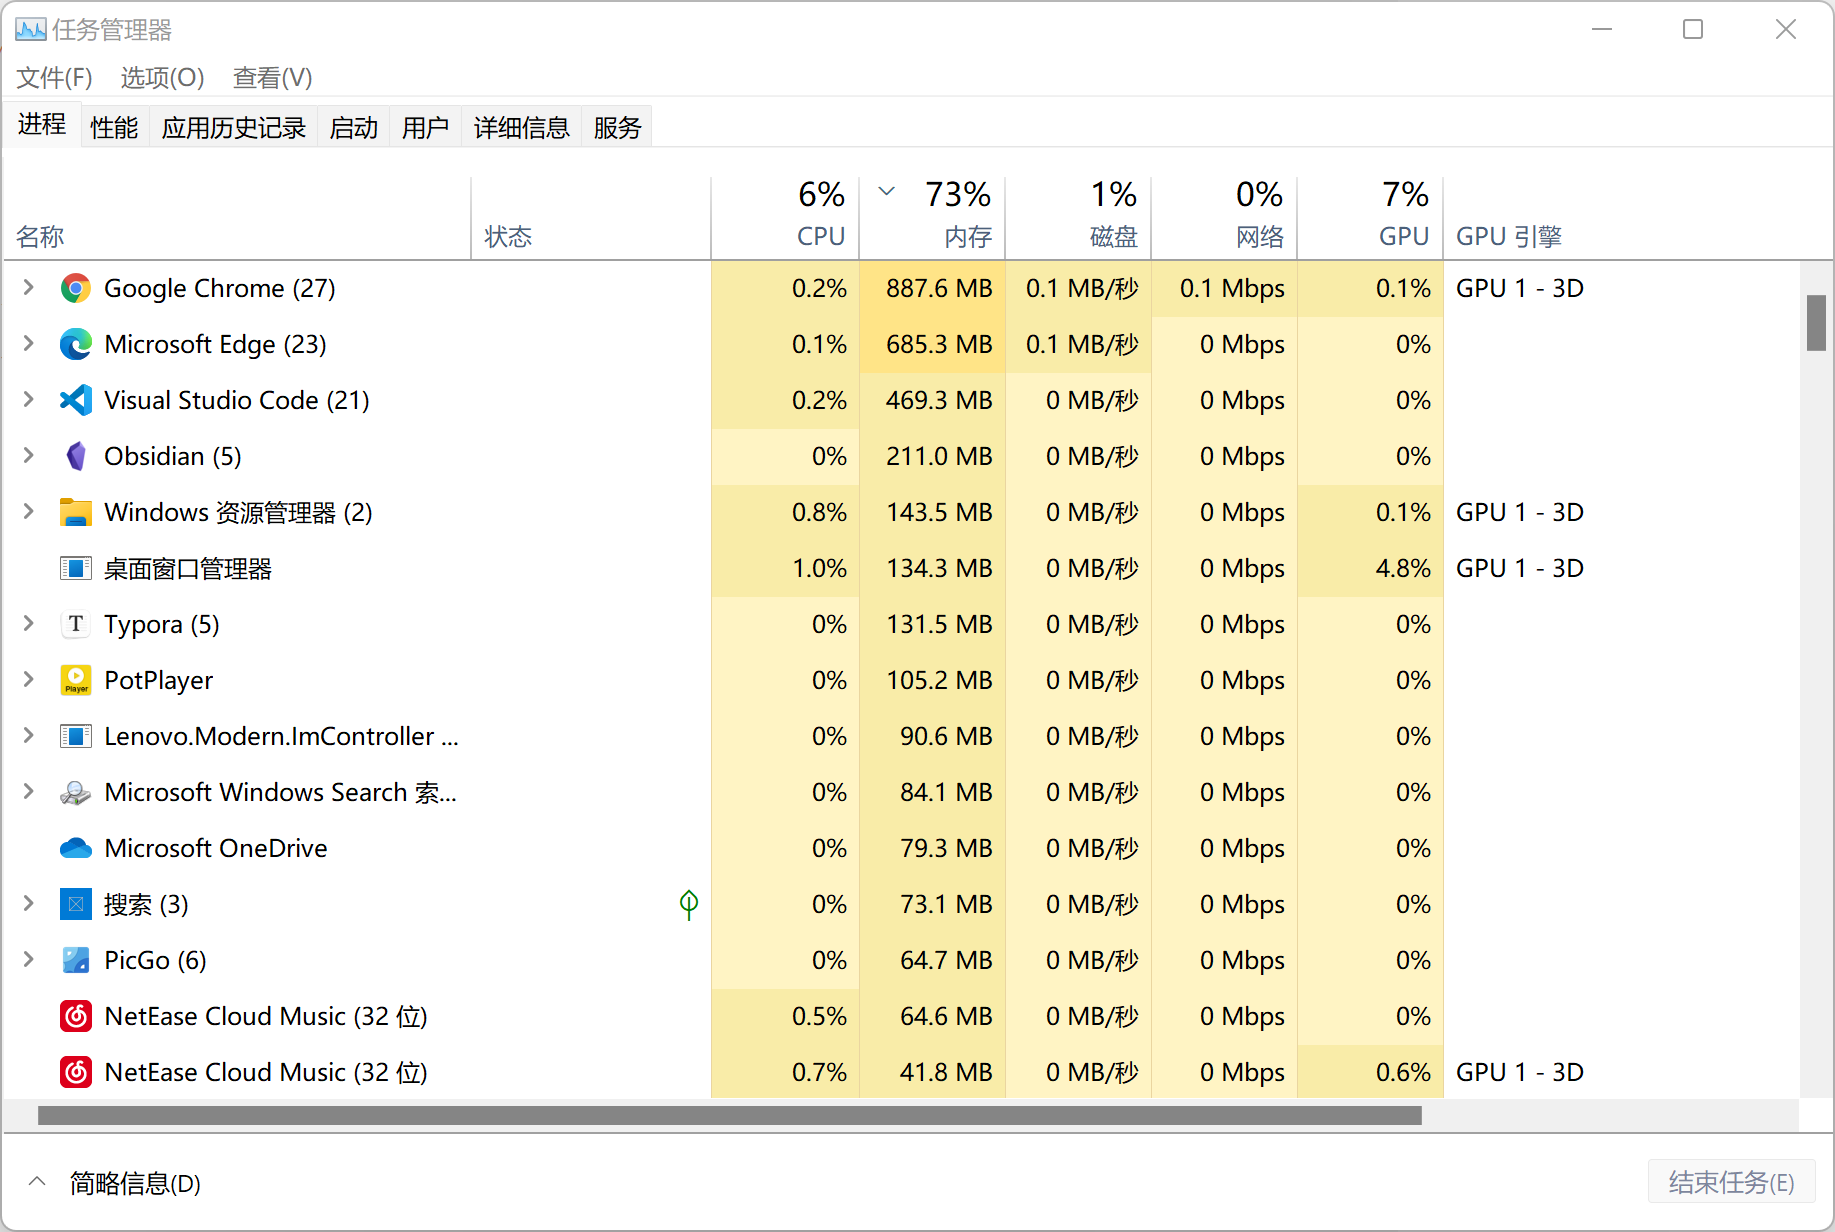 任务管理器
文件(F) 选项(O) 查看(V)
进程 性能 应用历史记录 启动 用户 详细信息 服务
6% 73% 1% 0% 7%
名称 状态 CPU 内存 磁盘 网络 GPU GPU 引擎
Google Chrome (27) 0.2% 887.6 MB 0.1 MB/秒 0.1 Mbps 0.1% GPU 1 - 3D
Microsoft Edge (23) 0.1% 685.3 MB 0.1 MB/秒 0 Mbps 0%
Visual Studio Code (21) 0.2% 469.3 MB 0 MB/秒 0 Mbps 0%
Obsidian (5) 0% 211.0 MB 0 MB/秒 0 Mbps 0%
Windows 资源管理器 (2) 0.8% 143.5 MB 0 MB/秒 0 Mbps 0.1% GPU 1 - 3D
桌面窗口管理器 1.0% 134.3 MB 0 MB/秒 0 Mbps 4.8% GPU 1 - 3D
T Typora (5) 0% 131.5 MB 0 MB/秒 0 Mbps 0%
Player PotPlayer 0% 105.2 MB 0 MB/秒 0 Mbps 0%
Lenovo.Modern.ImController ... 0% 90.6 MB 0 MB/秒 0 Mbps 0%
Microsoft Windows Search 索... 0% 84.1 MB 0 MB/秒 0 Mbps 0%
Microsoft OneDrive 0% 79.3 MB 0 MB/秒 0 Mbps 0%
搜索 (3) 0% 73.1 MB 0 MB/秒 0 Mbps 0%
PicGo (6) 0% 64.7 MB 0 MB/秒 0 Mbps 0%
NetEase Cloud Music (32 位) 0.5% 64.6 MB 0 MB/秒 0 Mbps 0%
NetEase Cloud Music (32 位) 0.7% 41.8 MB 0 MB/秒 0 Mbps 0.6% GPU 1 - 3D
简略信息(D) 结束任务(E)